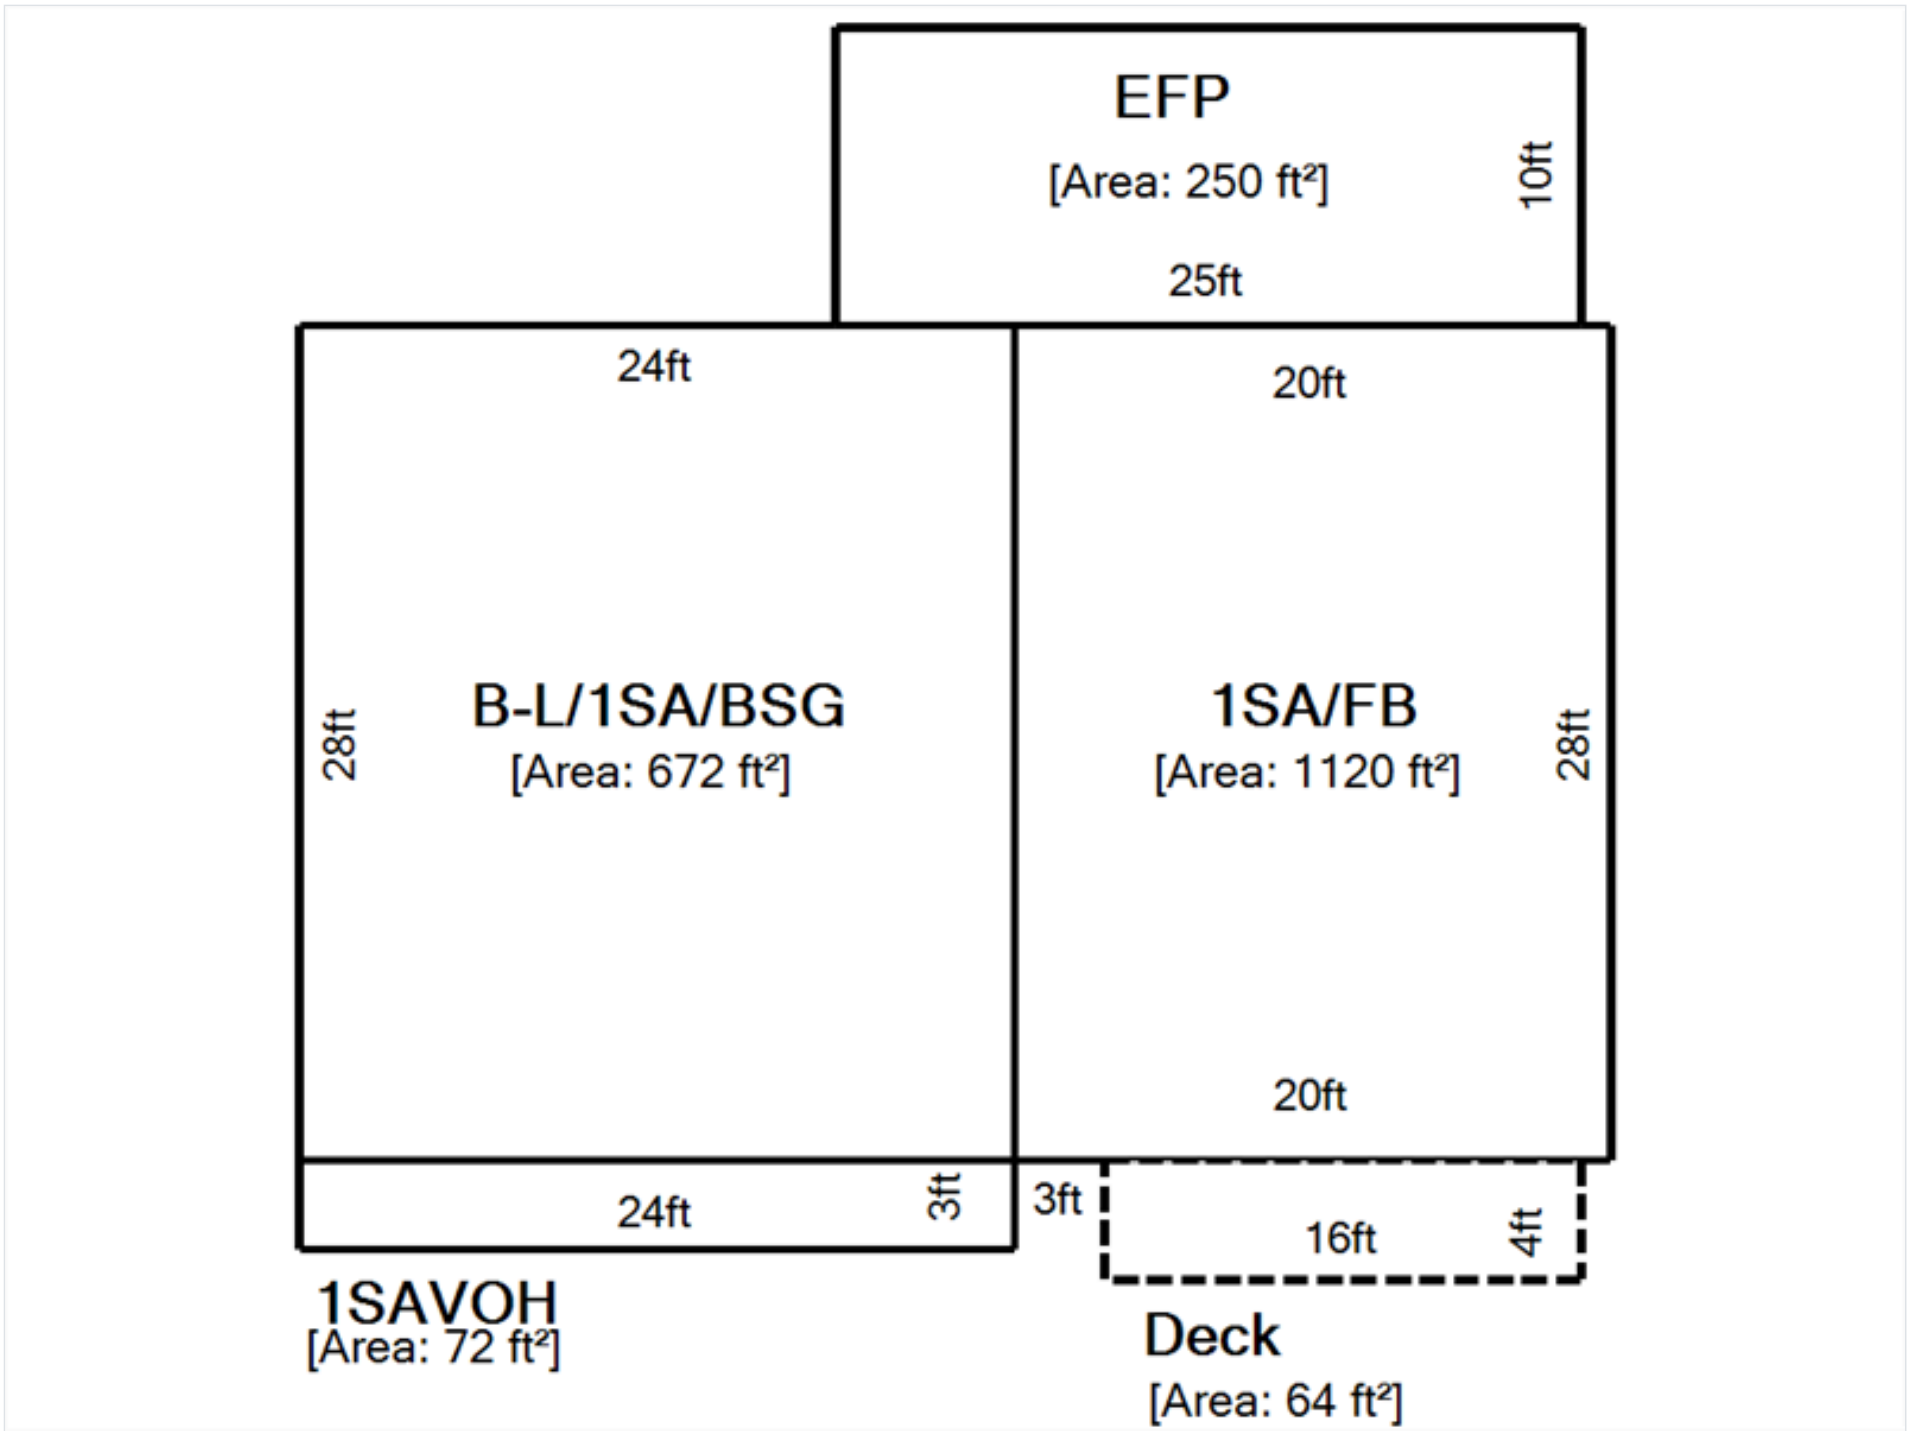 EFP
[Area: 250 ft²]
10ft
25ft
24ft
20ft
28ft
B-L/1SA/BSG
[Area: 672 ft²]
1SA/FB
[Area: 1120 ft²]
28ft
20ft
24ft
3ft
3ft
16ft
4ft
1SAVOH
[Area: 72 ft²]
Deck
[Area: 64 ft²]